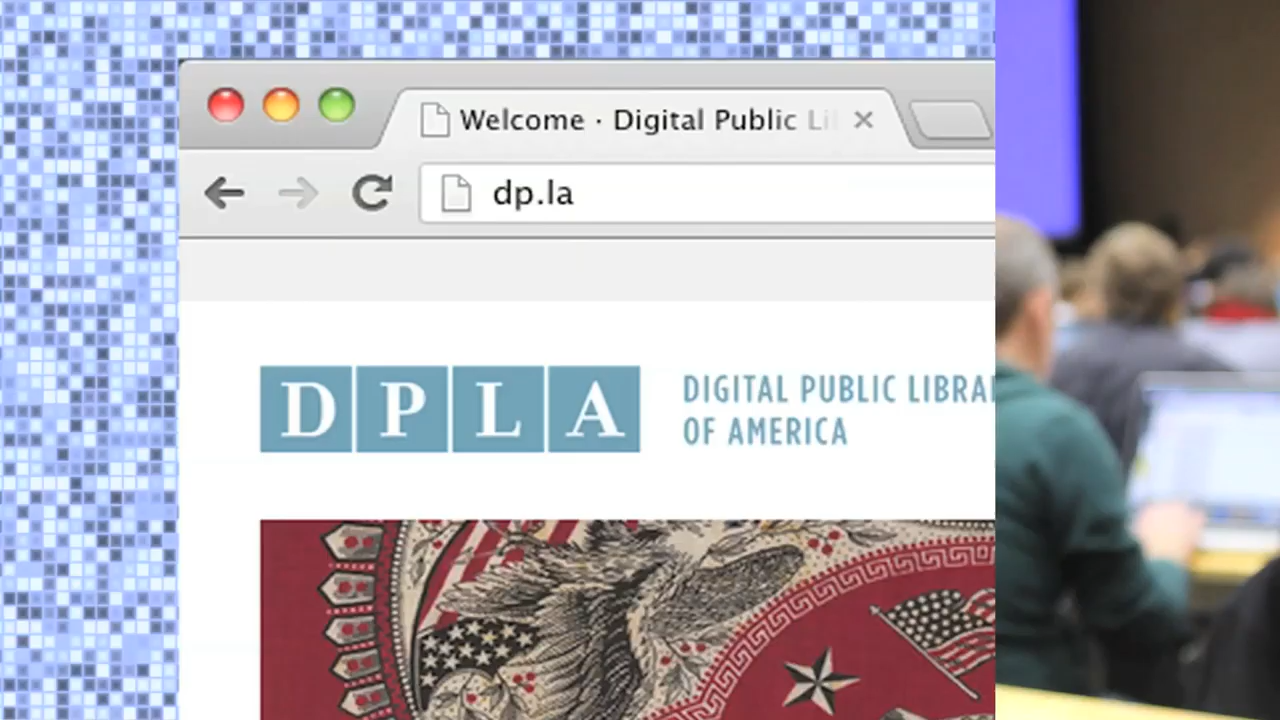 Welcome · Digital Public Li
dp.la
DPLA
DIGITAL PUBLIC LIBRA
OF AMERICA